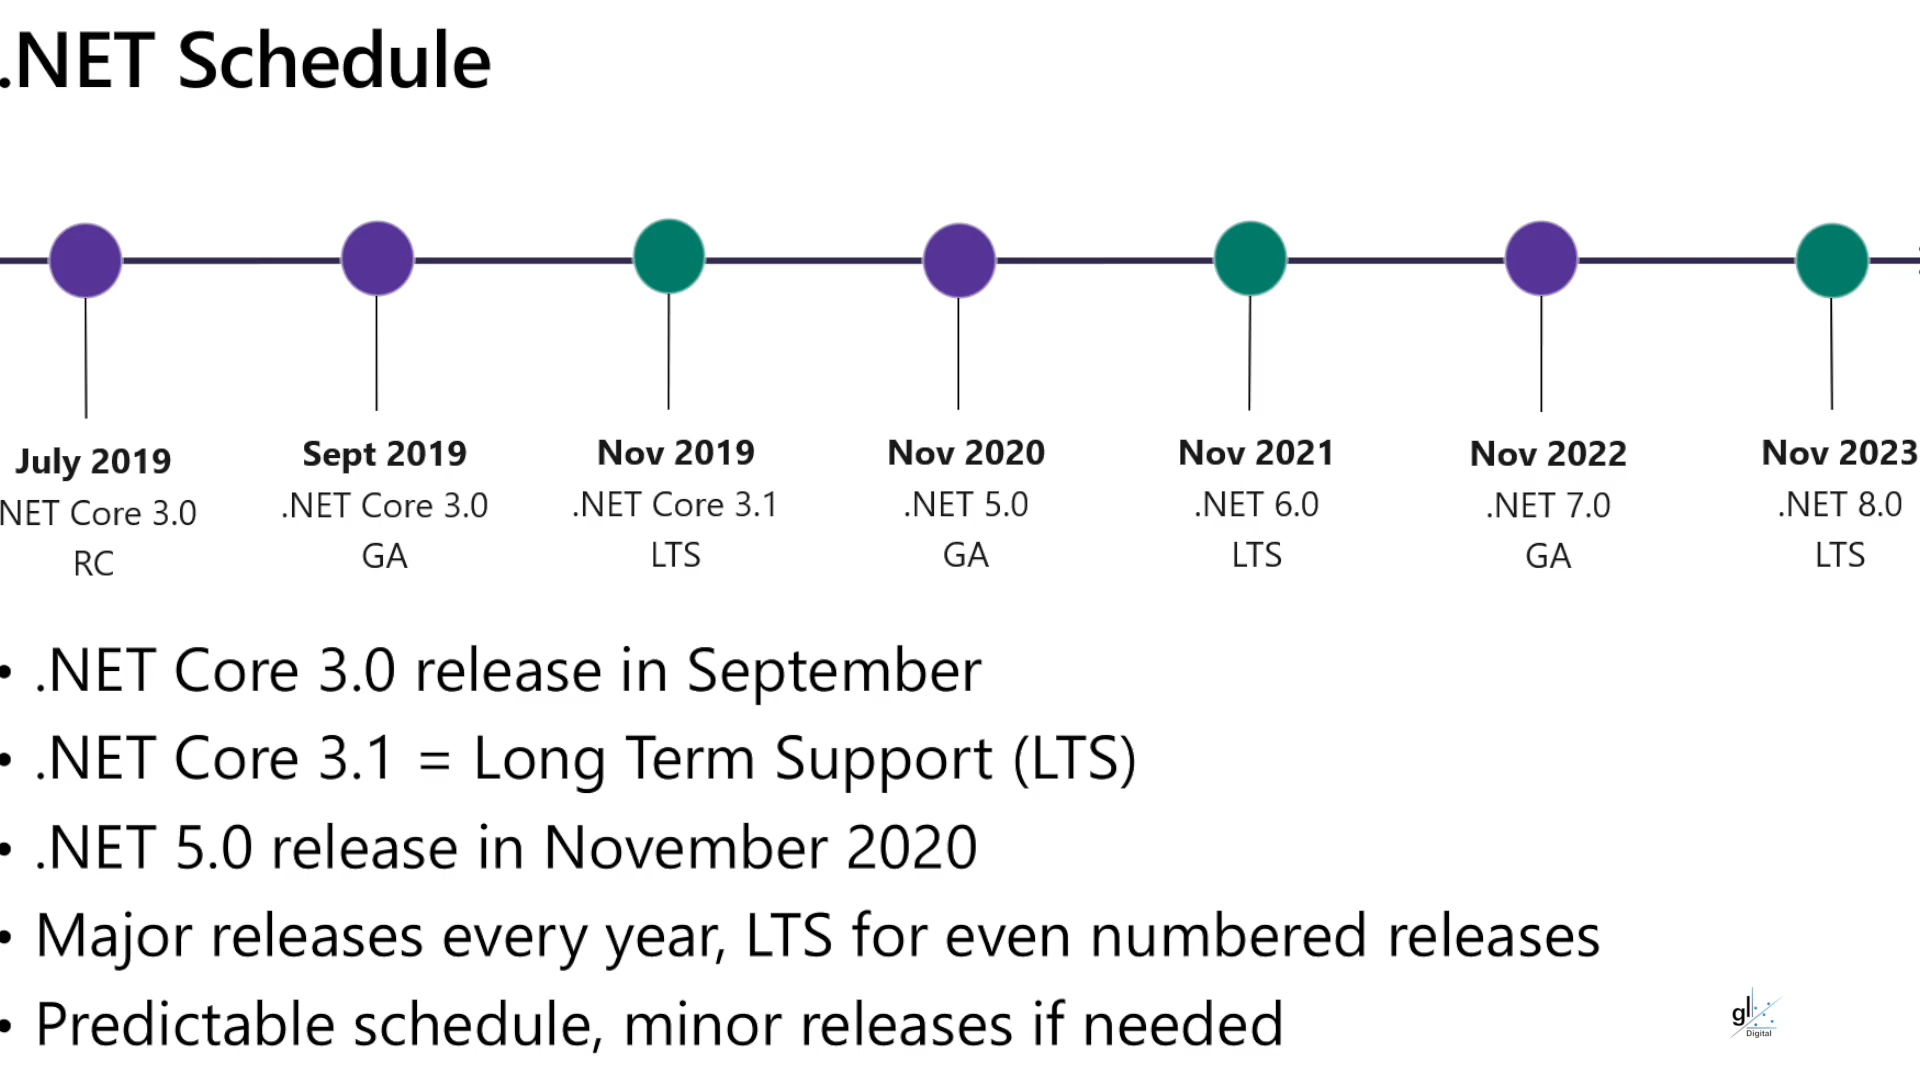 .NET Schedule
July 2019
NET Core 3.0
RC
Sept 2019
.NET Core 3.0
GA
Nov 2019
.NET Core 3.1
LTS
Nov 2020
.NET 5.0
GA
Nov 2021
.NET 6.0
LTS
Nov 2022
.NET 7.0
GA
Nov 2023
.NET 8.0
LTS
• .NET Core 3.0 release in September
• .NET Core 3.1 = Long Term Support (LTS)
• .NET 5.0 release in November 2020
• Major releases every year, LTS for even numbered releases
• Predictable schedule, minor releases if needed
gl
Digital